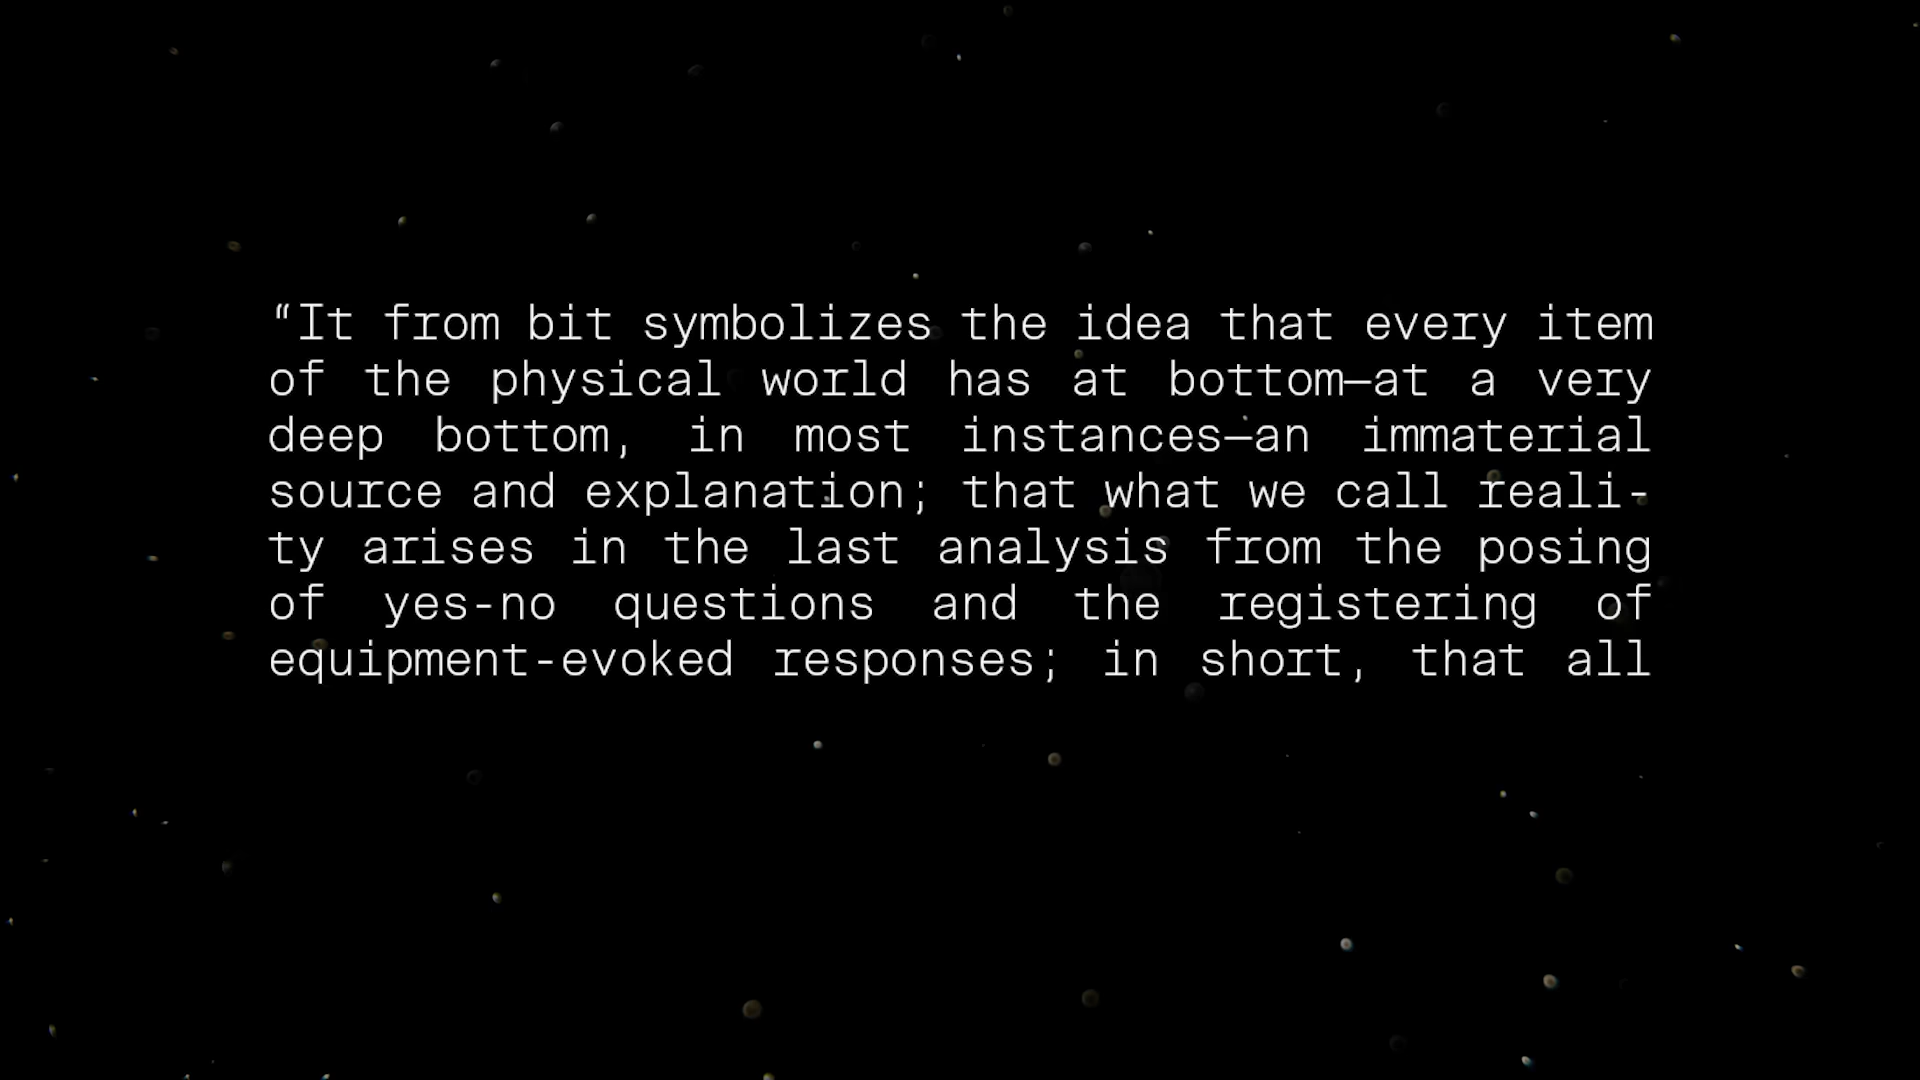 “It from bit symbolizes the idea that every item
of the physical world has at bottom—at a very
deep bottom, in most instances—an immaterial
source and explanation; that what we call reali-
ty arises in the last analysis from the posing
of yes-no questions and the registering of
equipment-evoked responses; in short, that all